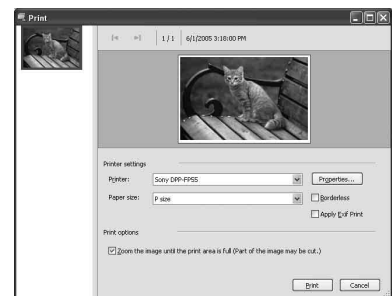 Print
1 / 1 6/1/2005 3:18:00 PM
Printer settings
Printer: Sony DPP-FP55 Properties...
Paper size: P size Borderless
Apply Exif Print
Print options
Zoom the image until the print area is full (Part of the image may be cut.)
Print Cancel